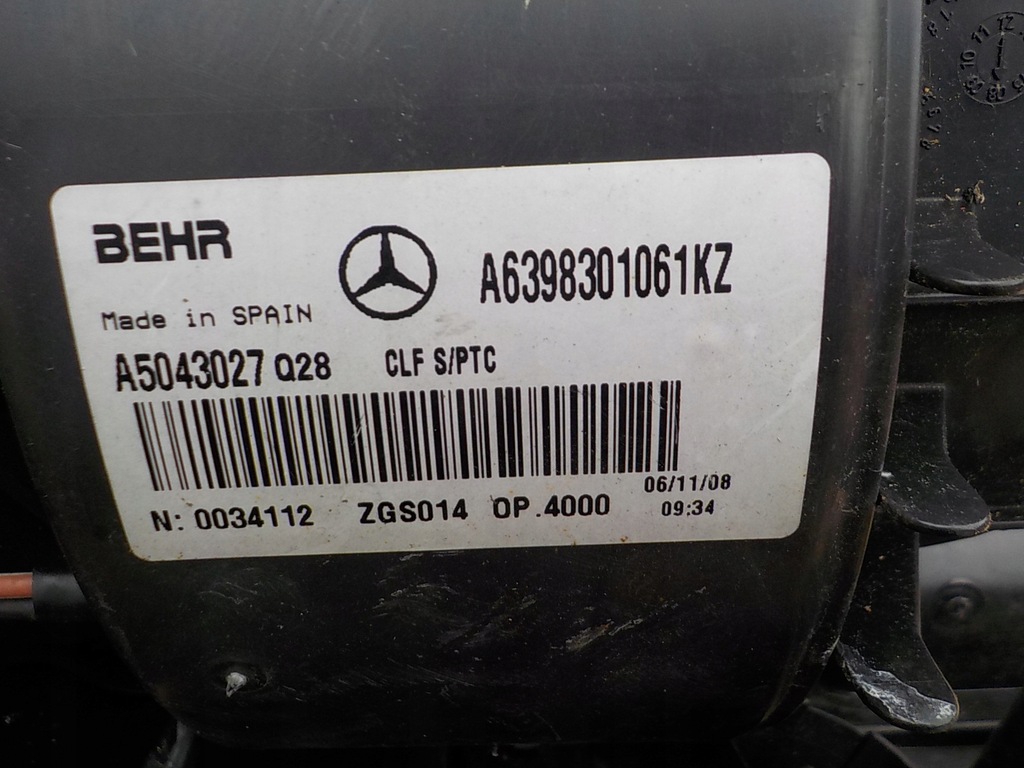 BEHR
A6398301061KZ
Made in SPAIN
A5043027 Q28 CLF S/PTC
N: 0034112 ZGS014 OP.4000
06/11/08
09:34